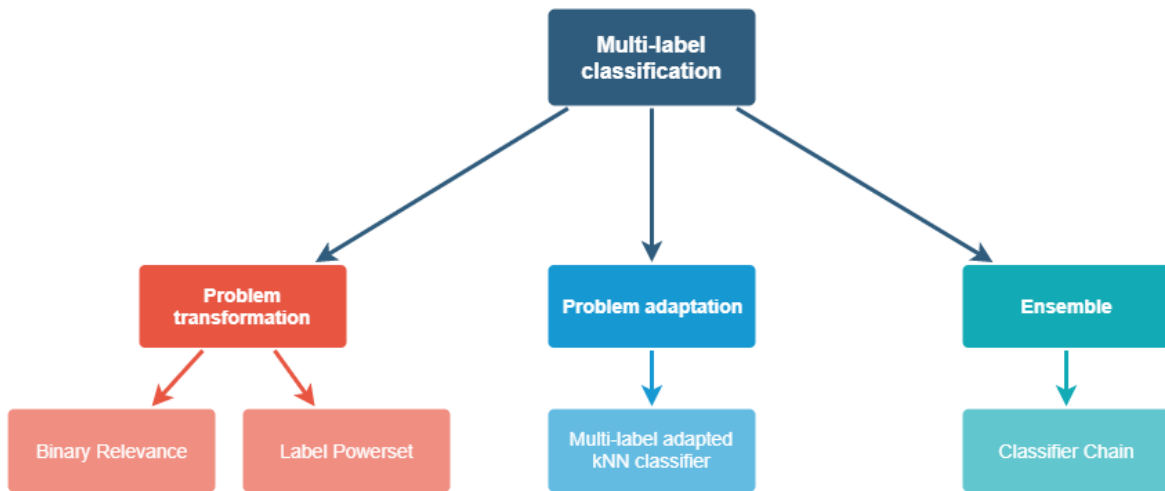 Multi-label
classification
Problem
transformation
Problem adaptation
Ensemble
Binary Relevance
Label Powerset
Multi-label adapted
kNN classifier
Classifier Chain